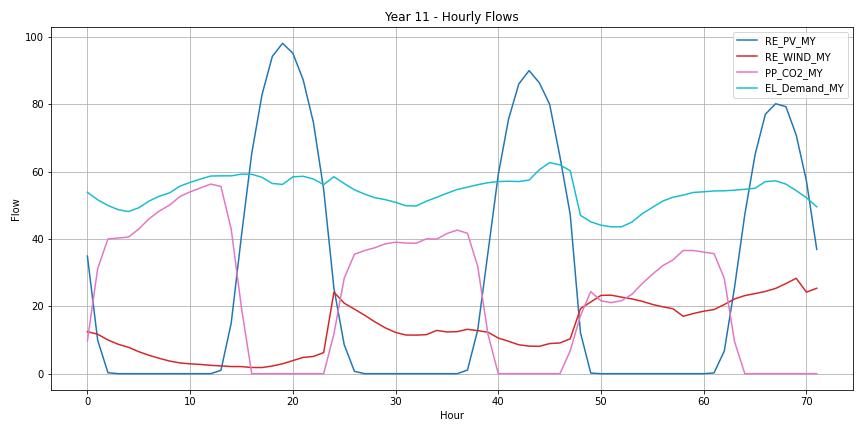 Year 11 - Hourly Flows
RE_PV_MY
RE_WIND_MY
PP_CO2_MY
EL_Demand_MY
Flow
100
80
60
40
20
0
0 10 20 30 40 50 60 70
Hour